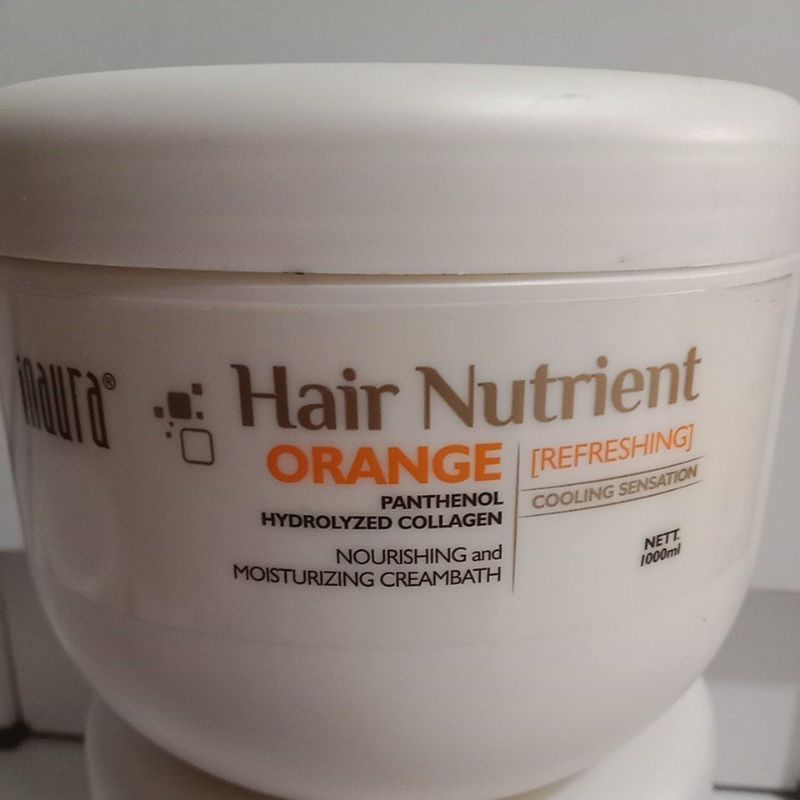 Hair Nutrient
ORANGE
[REFRESHING]
PANTHENOL
COOLING SENSATION
HYDROLYZED COLLAGEN
NETT.
1000ml
NOURISHING and
MOISTURIZING CREAMBATH